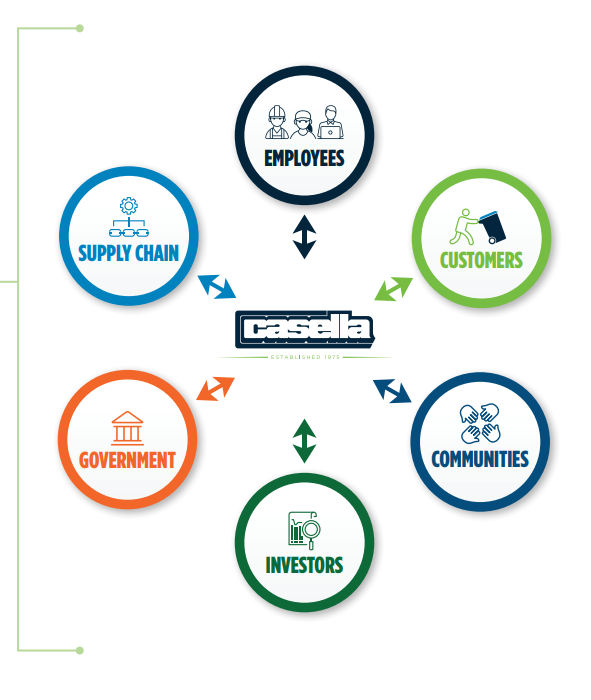 EMPLOYEES
SUPPLY CHAIN
CUSTOMERS
casella
ESTABLISHED 1975
GOVERNMENT
COMMUNITIES
INVESTORS